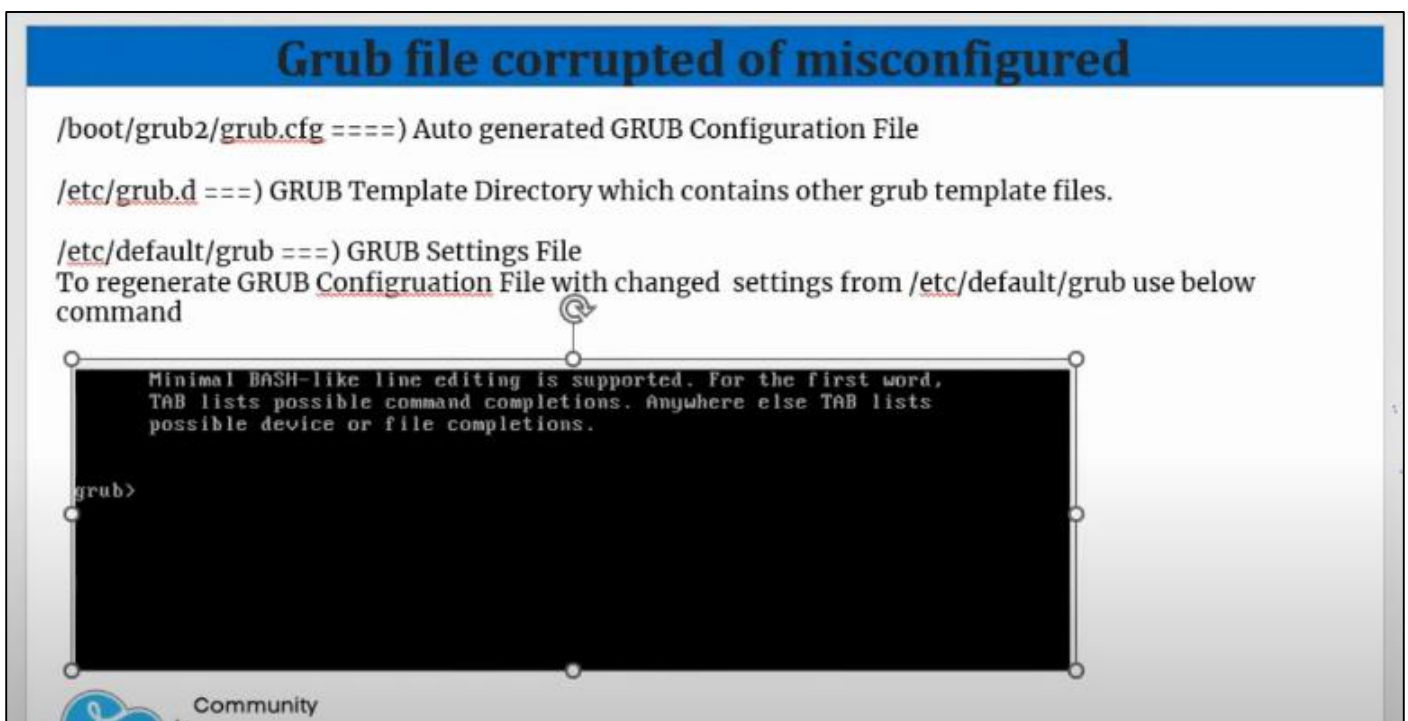 Grub file corrupted of misconfigured
/boot/grub2/grub.cfg ====) Auto generated GRUB Configuration File
/etc/grub.d ===) GRUB Template Directory which contains other grub template files.
/etc/default/grub ===) GRUB Settings File
To regenerate GRUB Configruation File with changed settings from /etc/default/grub use below
command
Minimal BASH-like line editing is supported. For the first word,
TAB lists possible command completions. Anywhere else TAB lists
possible device or file completions.
grub>
Community